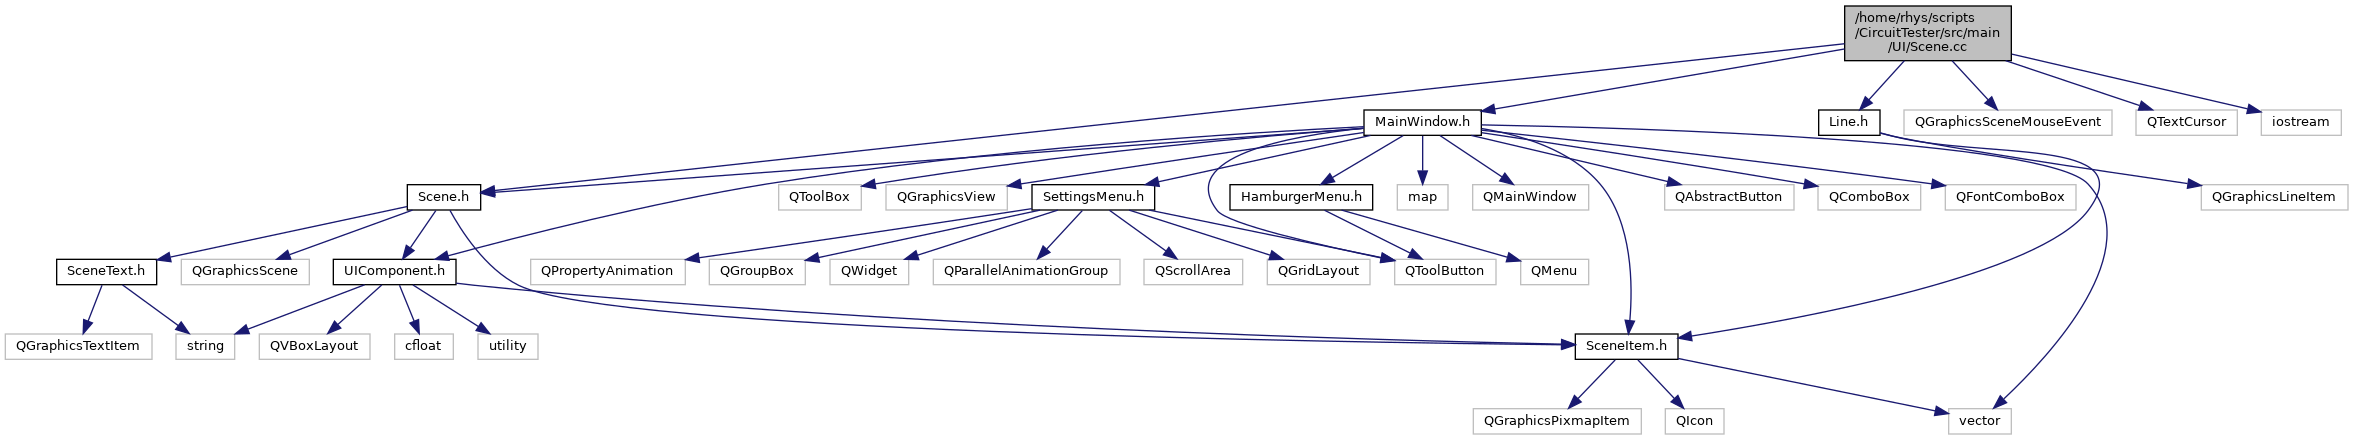 /home/rhys/scripts
/CircuitTester/src/main
/UI/Scene.cc
MainWindow.h
Line.h
QGraphicsSceneMouseEvent
QTextCursor
iostream
Scene.h
QToolBox
QGraphicsView
SettingsMenu.h
HamburgerMenu.h
map
QMainWindow
QAbstractButton
QComboBox
QFontComboBox
QGraphicsLineItem
SceneText.h
QGraphicsScene
UIComponent.h
QPropertyAnimation
QGroupBox
QWidget
QParallelAnimationGroup
QScrollArea
QGridLayout
QToolButton
QMenu
QGraphicsTextItem
string
QVBoxLayout
cfloat
utility
SceneItem.h
QGraphicsPixmapItem
QIcon
vector